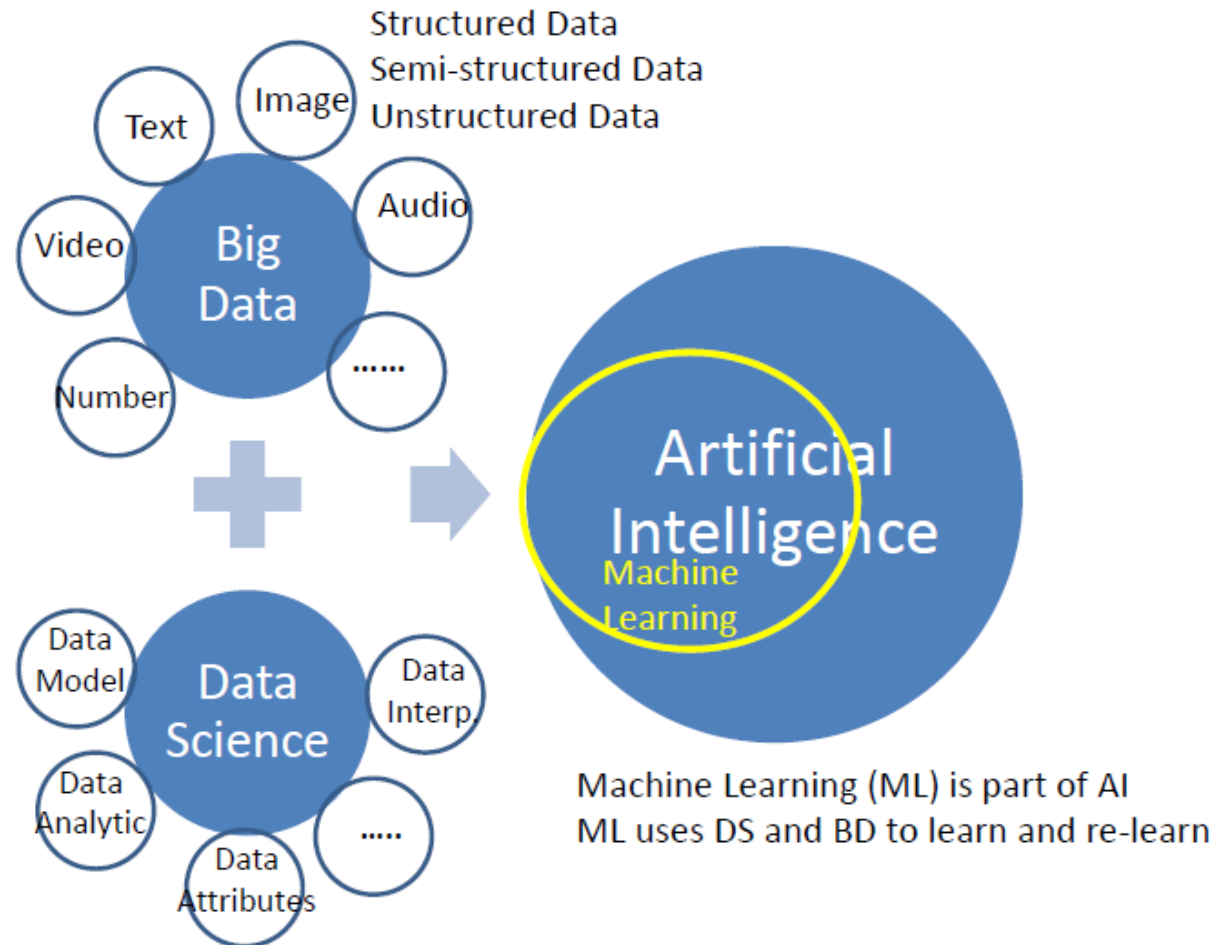 Structured Data
Semi-structured Data
Unstructured Data
Image
Text
Audio
Video
Big
Data
……
Number
Artificial
Intelligence
Machine
Learning
Data
Model
Data
Science
Data
Interp.
Data
Analytic
…..
Data
Attributes
Machine Learning (ML) is part of AI
ML uses DS and BD to learn and re-learn